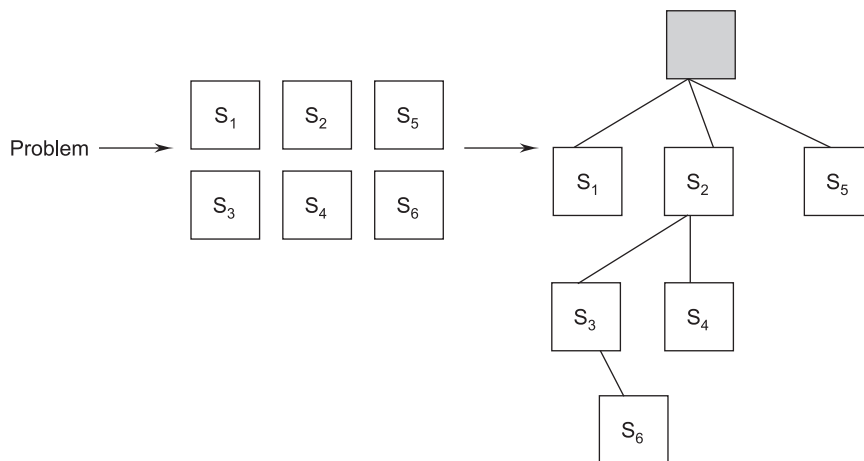 Problem
S₁ S₂ S₅
S₃ S₄ S₆
S₁ S₂ S₅
S₃ S₄
S₆